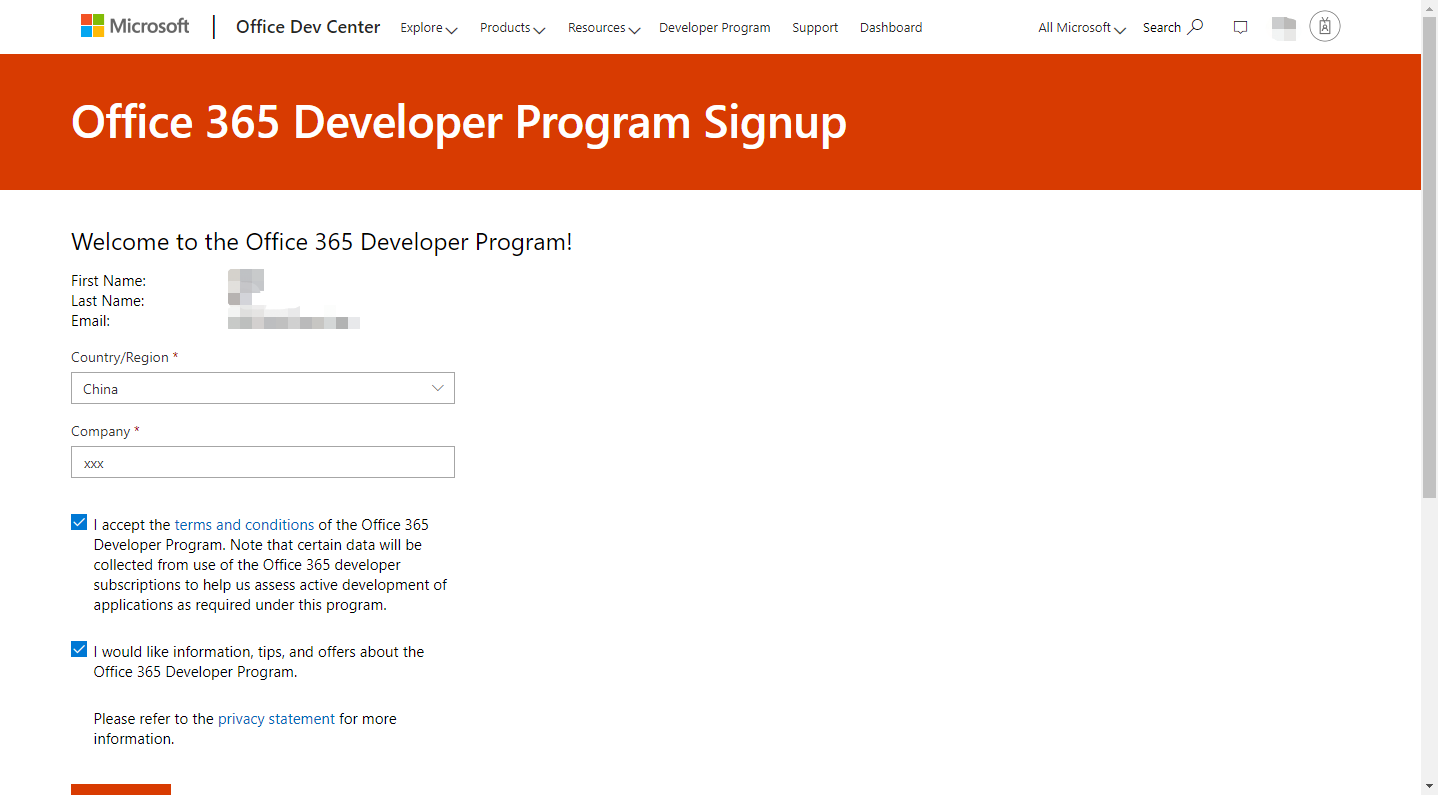 Microsoft Office Dev Center Explore Products Resources Developer Program Support Dashboard All Microsoft Search
Office 365 Developer Program Signup
Welcome to the Office 365 Developer Program!
First Name:
Last Name:
Email:
Country/Region *
China
Company *
xxx
I accept the terms and conditions of the Office 365
Developer Program. Note that certain data will be
collected from use of the Office 365 developer
subscriptions to help us assess active development of
applications as required under this program.
I would like information, tips, and offers about the
Office 365 Developer Program.
Please refer to the privacy statement for more
information.